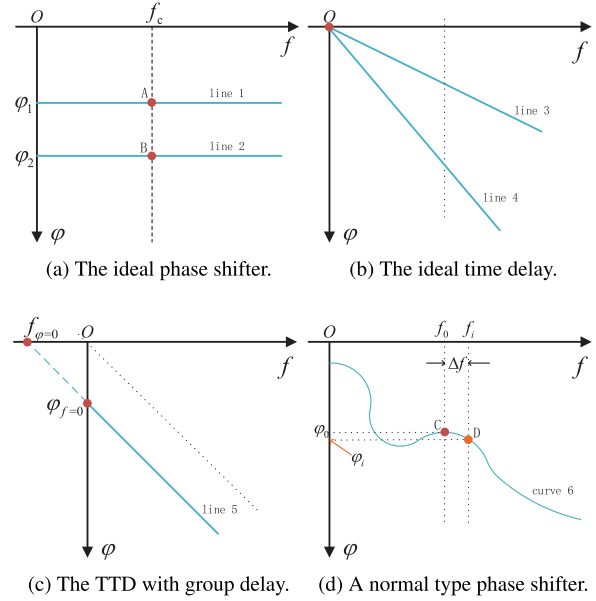 O f_c f
φ_1 A line 1
φ_2 B line 2
φ
(a) The ideal phase shifter.
O f
line 3
line 4
φ
(b) The ideal time delay.
f_φ=0 O f
φ_f=0
line 5
φ
(c) The TTD with group delay.
O f_0 f_i f
Δf
φ_0 C D
φ_i
curve 6
φ
(d) A normal type phase shifter.